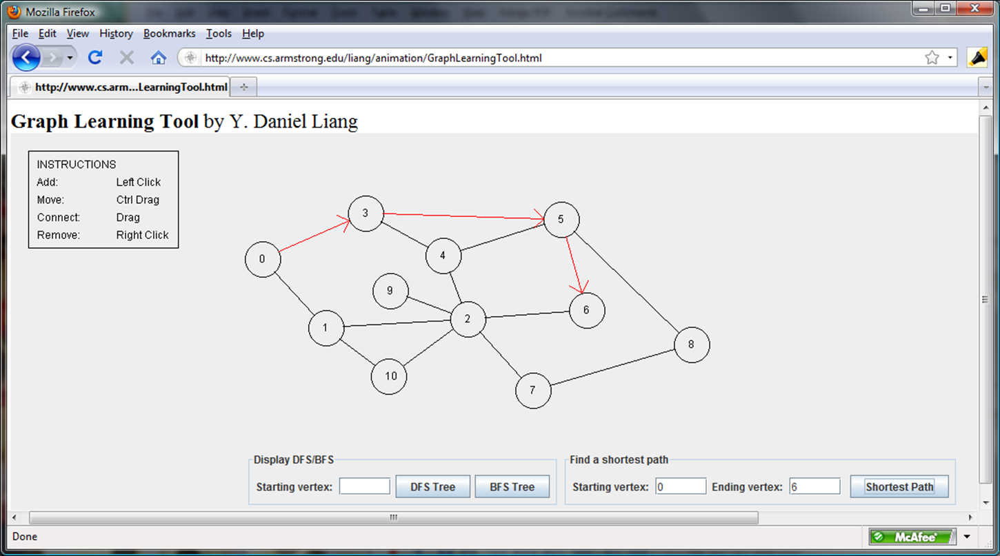 Mozilla Firefox
File Edit View History Bookmarks Tools Help
http://www.cs.armstrong.edu/liang/animation/GraphLearningTool.html
http://www.cs.arm...LearningTool.html
Graph Learning Tool by Y. Daniel Liang
INSTRUCTIONS
Add: Left Click
Move: Ctrl Drag
Connect: Drag
Remove: Right Click
3
5
0
4
9
1
2
6
8
10
7
Display DFS/BFS
Starting vertex: DFS Tree BFS Tree
Find a shortest path
Starting vertex: 0 Ending vertex: 6 Shortest Path
Done
McAfee